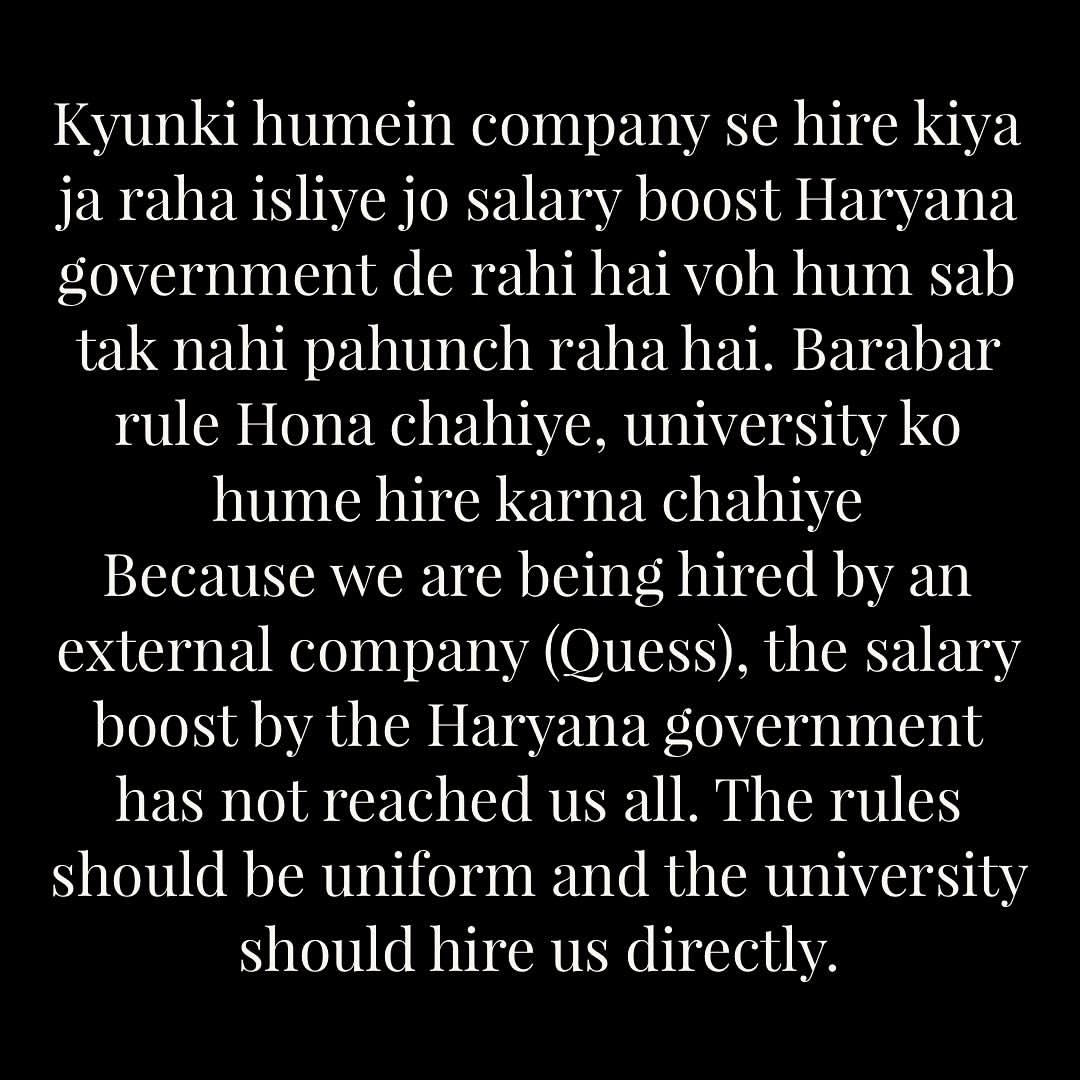 Kyunki humein company se hire kiya
ja raha isliye jo salary boost Haryana
government de rahi hai voh hum sab
tak nahi pahunch raha hai. Barabar
rule Hona chahiye, university ko
hume hire karna chahiye
Because we are being hired by an
external company (Quess), the salary
boost by the Haryana government
has not reached us all. The rules
should be uniform and the university
should hire us directly.